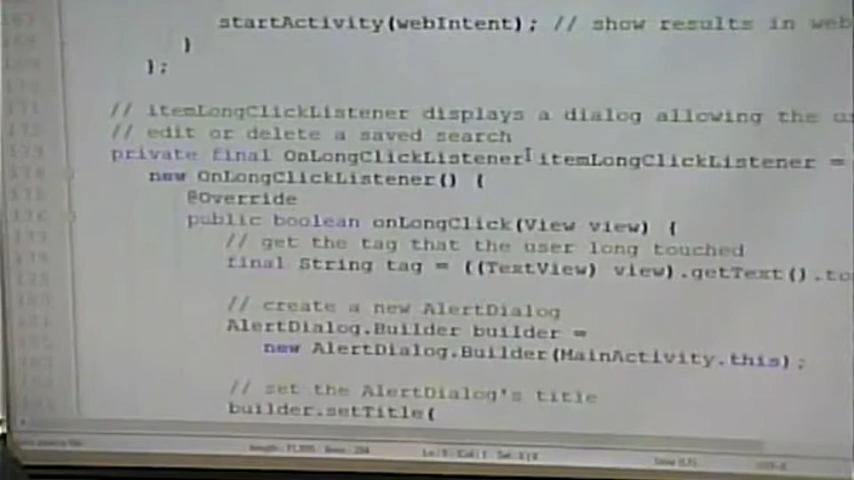 startActivity(webIntent); // show results in web
}
};
// itemLongClickListener displays a dialog allowing the us
// edit or delete a saved search
private final OnLongClickListener itemLongClickListener =
new OnLongClickListener() {
@Override
public boolean onLongClick(View view) {
// get the tag that the user long touched
final String tag = ((TextView) view).getText().to
// create a new AlertDialog
AlertDialog.Builder builder =
new AlertDialog.Builder(MainActivity.this);
// set the AlertDialog's title
builder.setTitle(